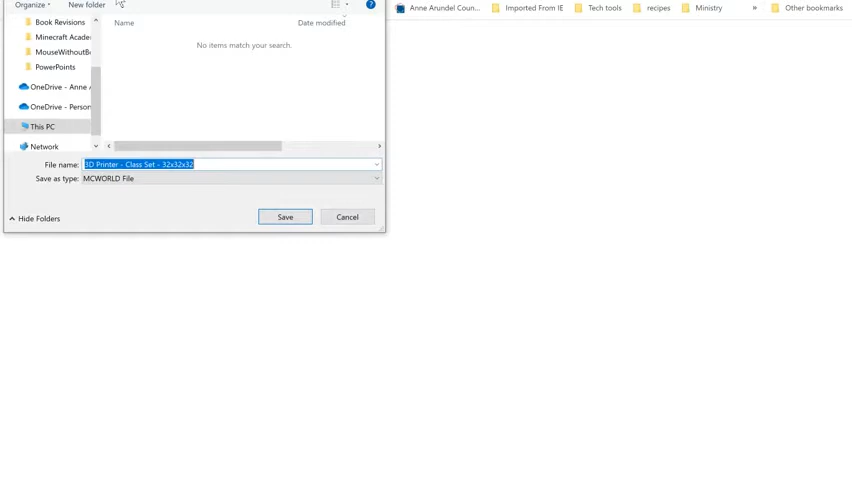 Organize
New folder
?
Anne Arundel Coun...
Imported From IE
Tech tools
recipes
Ministry
»
Other bookmarks
Name
Date modified
No items match your search.
Book Revisions
Minecraft Acade
MouseWithoutBo
PowerPoints
OneDrive - Anne A
OneDrive - Person
This PC
Network
File name: 3D Printer - Class Set - 32x32x32
Save as type: MCWORLD File
Hide Folders
Save
Cancel